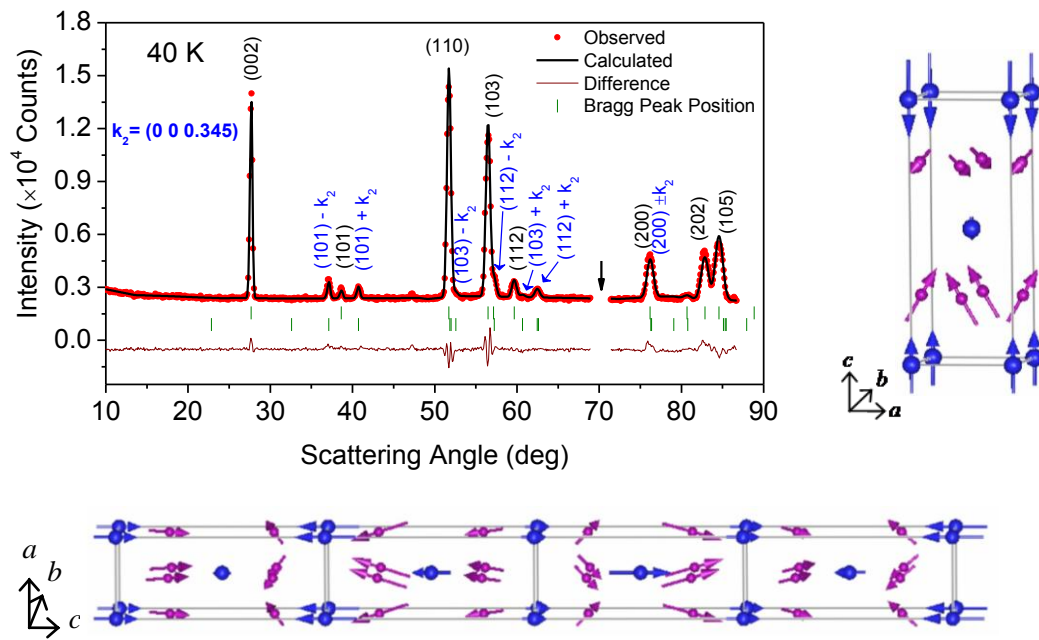 1.8
1.5
1.2
0.9
0.6
0.3
0.0
Intensity (×10⁴ Counts)
40 K
k₂= (0 0 0.345)
Observed
Calculated
Difference
Bragg Peak Position
(002)
(101) - k₂
(101)
(101) + k₂
(110)
(103) - k₂
(103)
(112) - k₂
(112)
(103) + k₂
(112) + k₂
(200)
(200) ±k₂
(202)
(105)
10 20 30 40 50 60 70 80 90
Scattering Angle (deg)
c
b
a
a
b
c